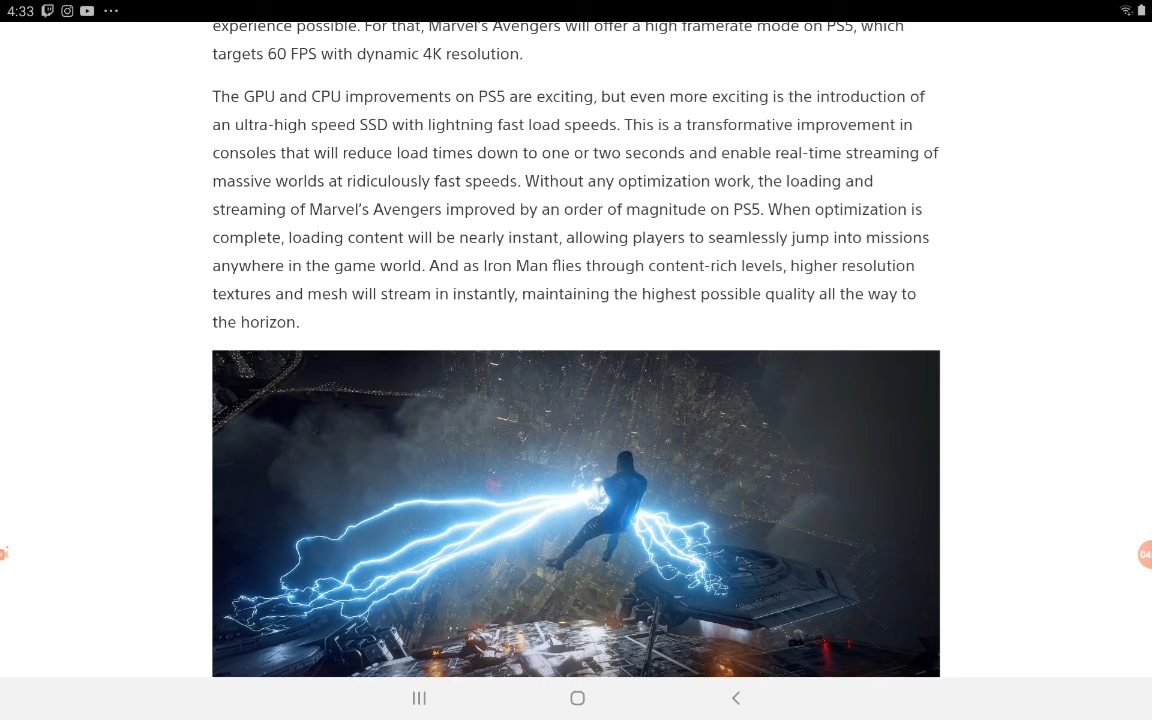 4:33
experience possible. For that, Marvel's Avengers will offer a high framerate mode on PS5, which
targets 60 FPS with dynamic 4K resolution.
The GPU and CPU improvements on PS5 are exciting, but even more exciting is the introduction of
an ultra-high speed SSD with lightning fast load speeds. This is a transformative improvement in
consoles that will reduce load times down to one or two seconds and enable real-time streaming of
massive worlds at ridiculously fast speeds. Without any optimization work, the loading and
streaming of Marvel's Avengers improved by an order of magnitude on PS5. When optimization is
complete, loading content will be nearly instant, allowing players to seamlessly jump into missions
anywhere in the game world. And as Iron Man flies through content-rich levels, higher resolution
textures and mesh will stream in instantly, maintaining the highest possible quality all the way to
the horizon.
04